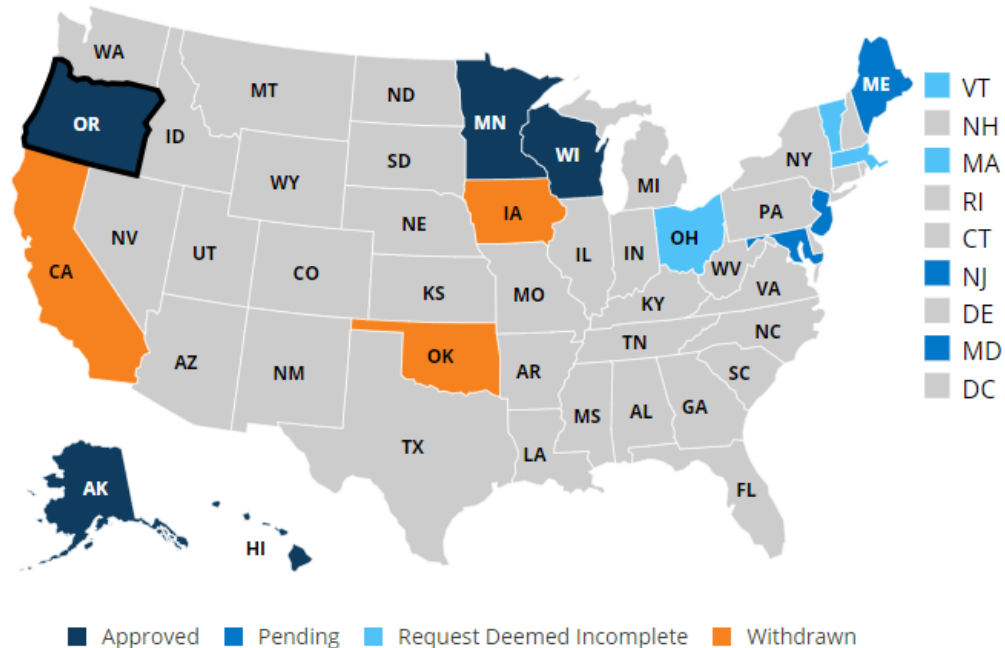 WA
MT
ND
MN
ME
VT
OR
ID
NH
WI
SD
NY
MA
WY
MI
RI
IA
PA
CT
NE
NV
OH
UT
IL
IN
NJ
CA
CO
WV
VA
DE
KS
MO
KY
MD
NC
TN
OK
AZ
AR
SC
DC
NM
MS
AL
GA
TX
LA
AK
FL
HI
Approved Pending Request Deemed Incomplete Withdrawn